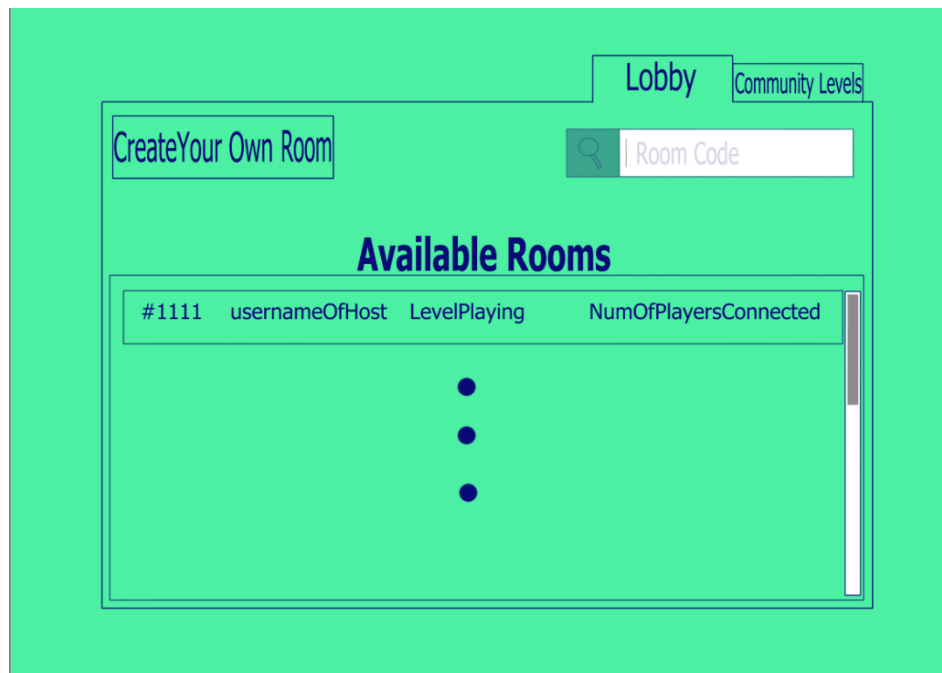 Lobby
Community Levels
CreateYour Own Room
Room Code
Available Rooms
#1111 usernameOfHost LevelPlaying NumOfPlayersConnected